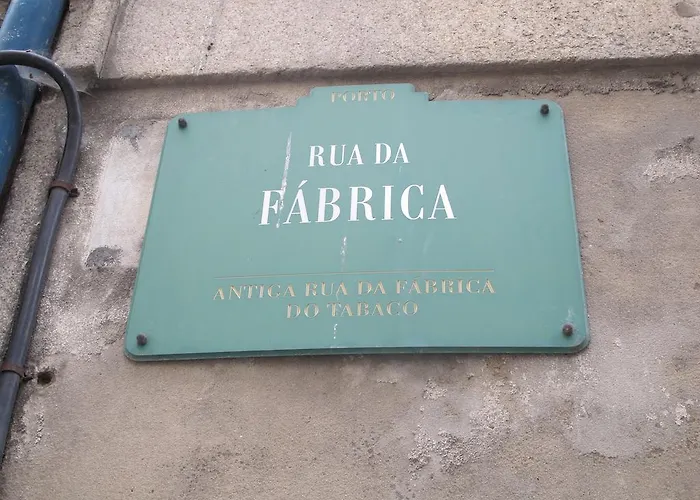 PORTO
RUA DA
FÁBRICA
ANTIGA RUA DA FÁBRICA
DO TABACO